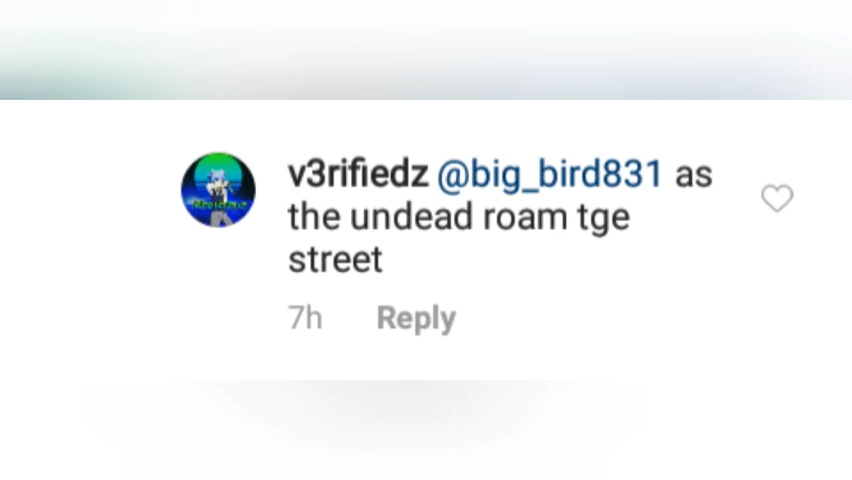 v3rifiedz @big_bird831 as
the undead roam tge
street
7h Reply